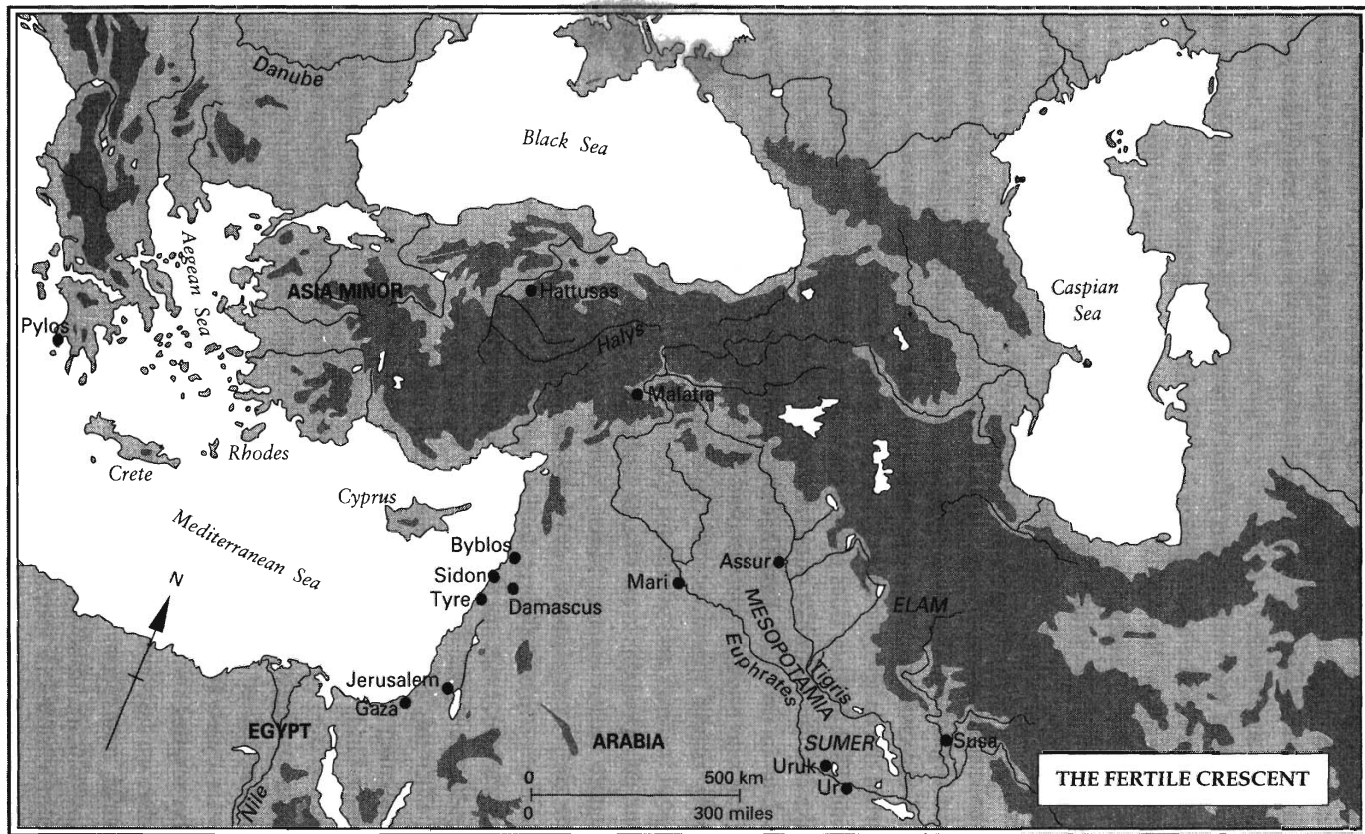 Danube
Black Sea
Aegean Sea
ASIA MINOR
Hattusas
Caspian
Sea
Pylos
Halys
Malatia
Rhodes
Crete
Cyprus
Mediterranean Sea
Byblos
Sidon
Tyre
Damascus
Mari
Assur
MESOPOTAMIA
ELAM
Euphrates
Tigris
N
Jerusalem
Gaza
EGYPT
Nile
ARABIA
SUMER
Susa
Uruk
Ur
0 500 km
0 300 miles
THE FERTILE CRESCENT